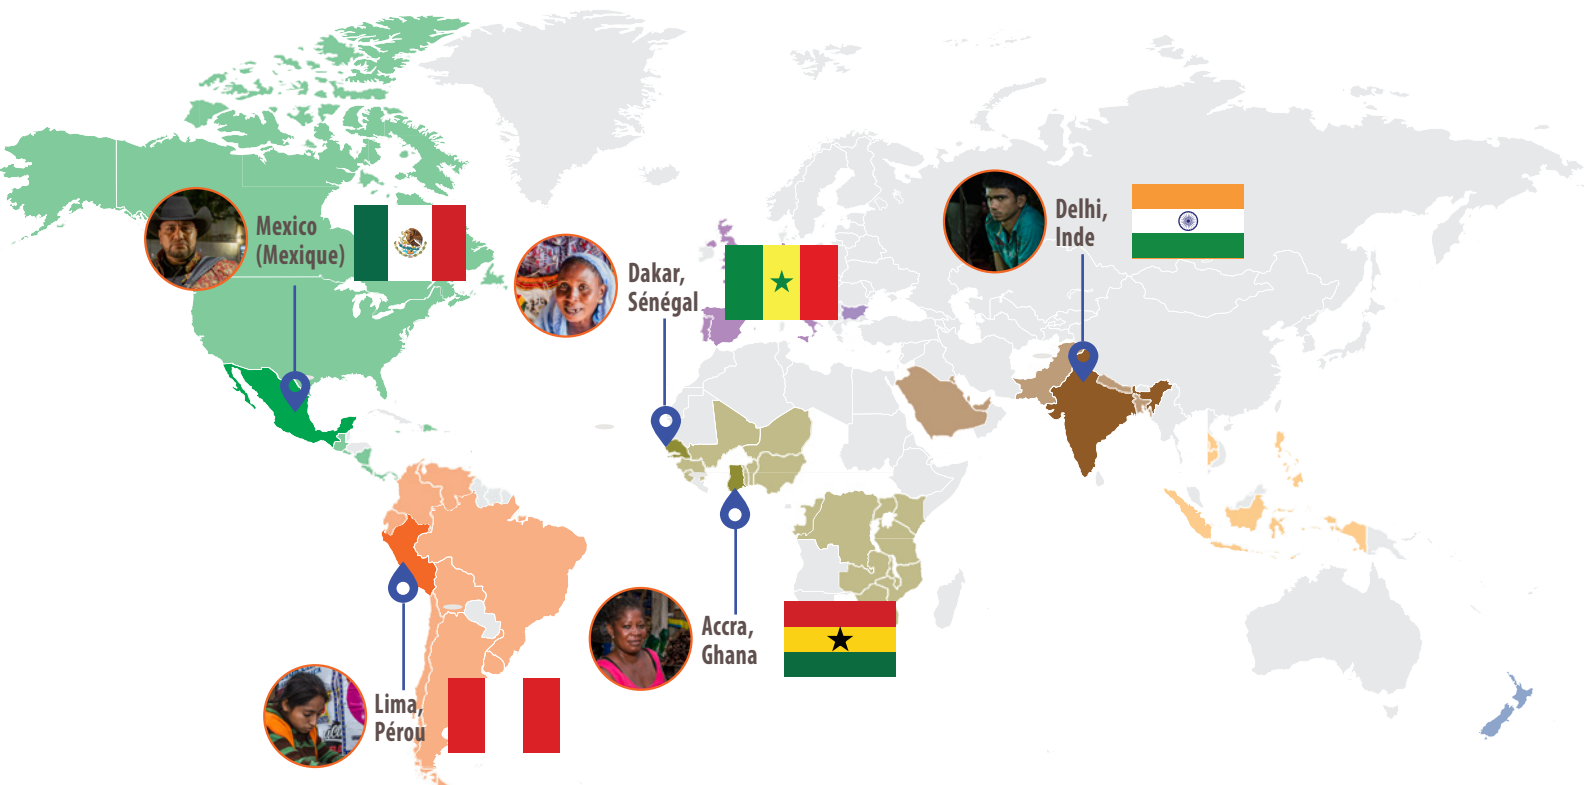 Mexico
(Mexique)
Dakar,
Sénégal
Delhi,
Inde
Accra,
Ghana
Lima,
Pérou